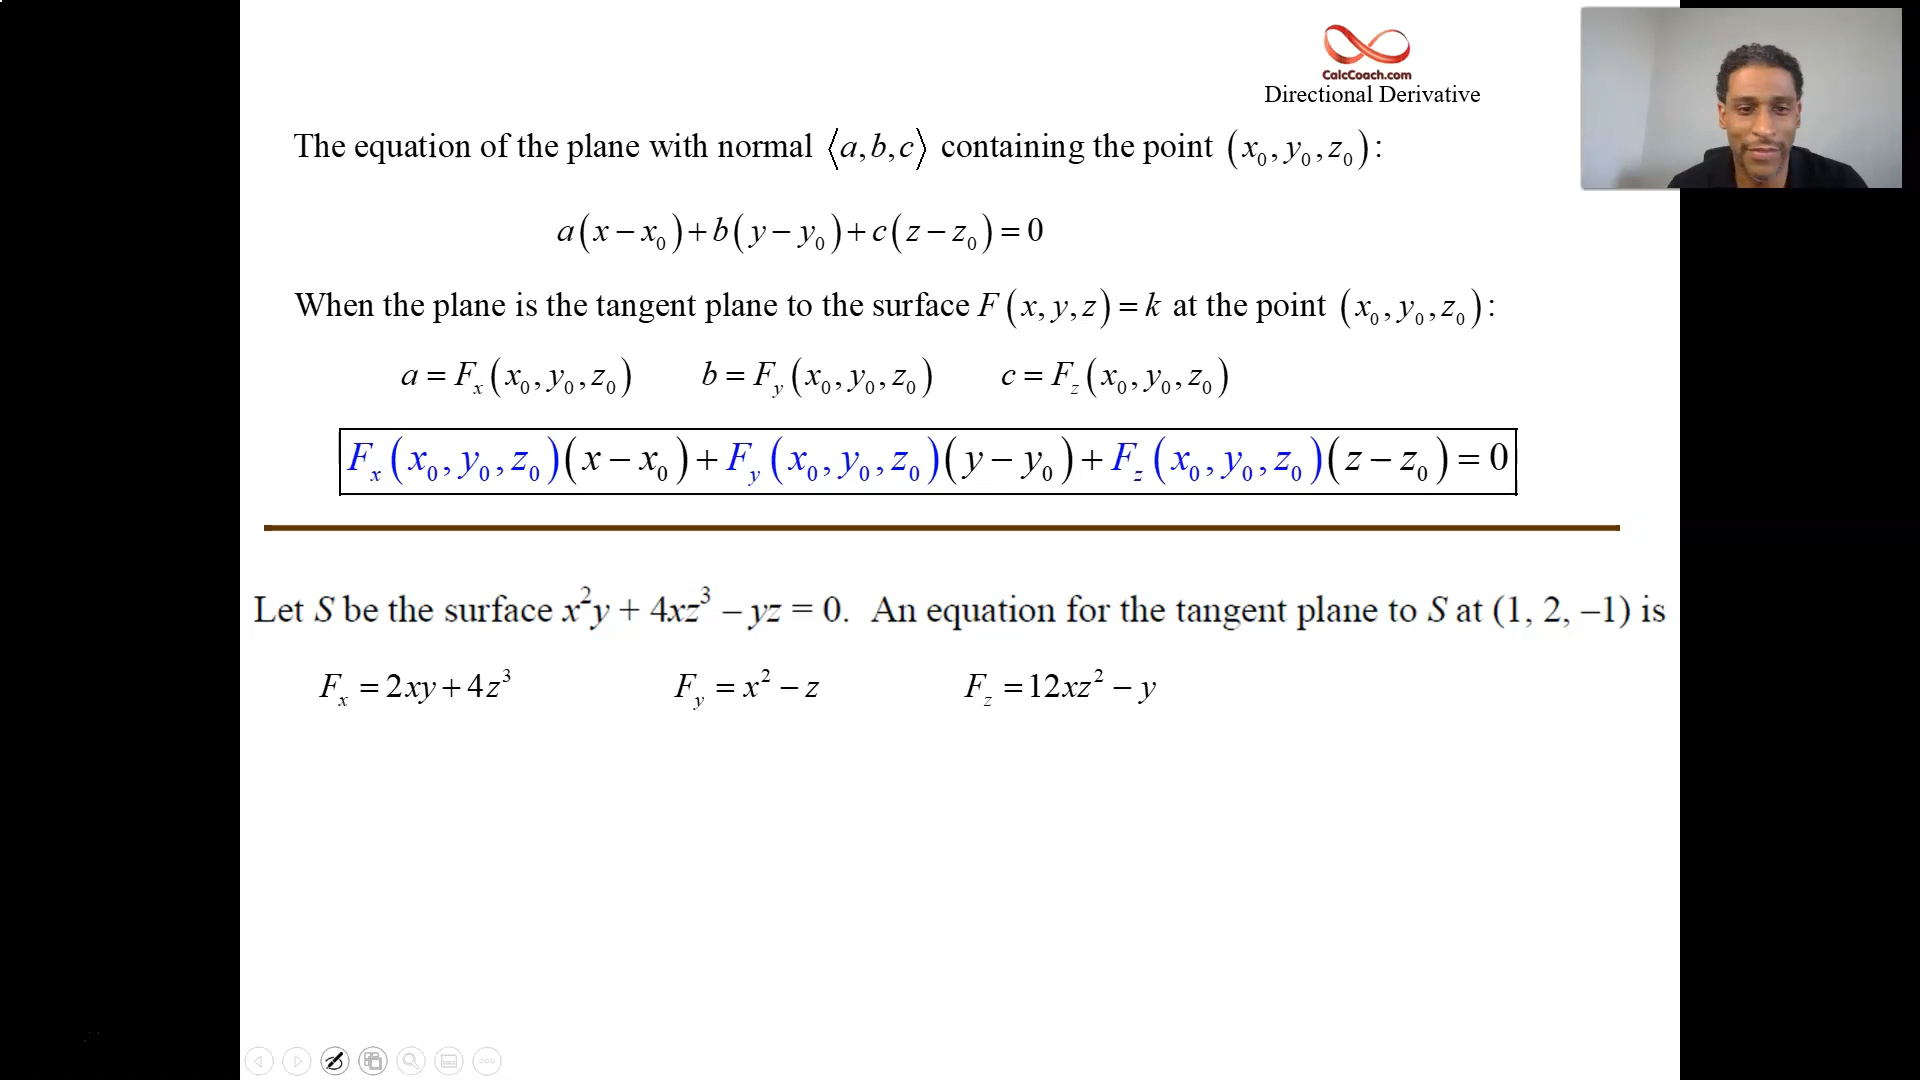 CalcCoach.com
Directional Derivative
The equation of the plane with normal ⟨a,b,c⟩ containing the point (x₀, y₀, z₀):
a(x − x₀) + b(y − y₀) + c(z − z₀) = 0
When the plane is the tangent plane to the surface F(x, y, z) = k at the point (x₀, y₀, z₀):
a = Fₓ(x₀, y₀, z₀) b = F_y(x₀, y₀, z₀) c = F_z(x₀, y₀, z₀)
Fₓ(x₀, y₀, z₀)(x − x₀) + F_y(x₀, y₀, z₀)(y − y₀) + F_z(x₀, y₀, z₀)(z − z₀) = 0
Let S be the surface x²y + 4xz³ – yz = 0. An equation for the tangent plane to S at (1, 2, –1) is
Fₓ = 2xy + 4z³ F_y = x² − z F_z = 12xz² − y